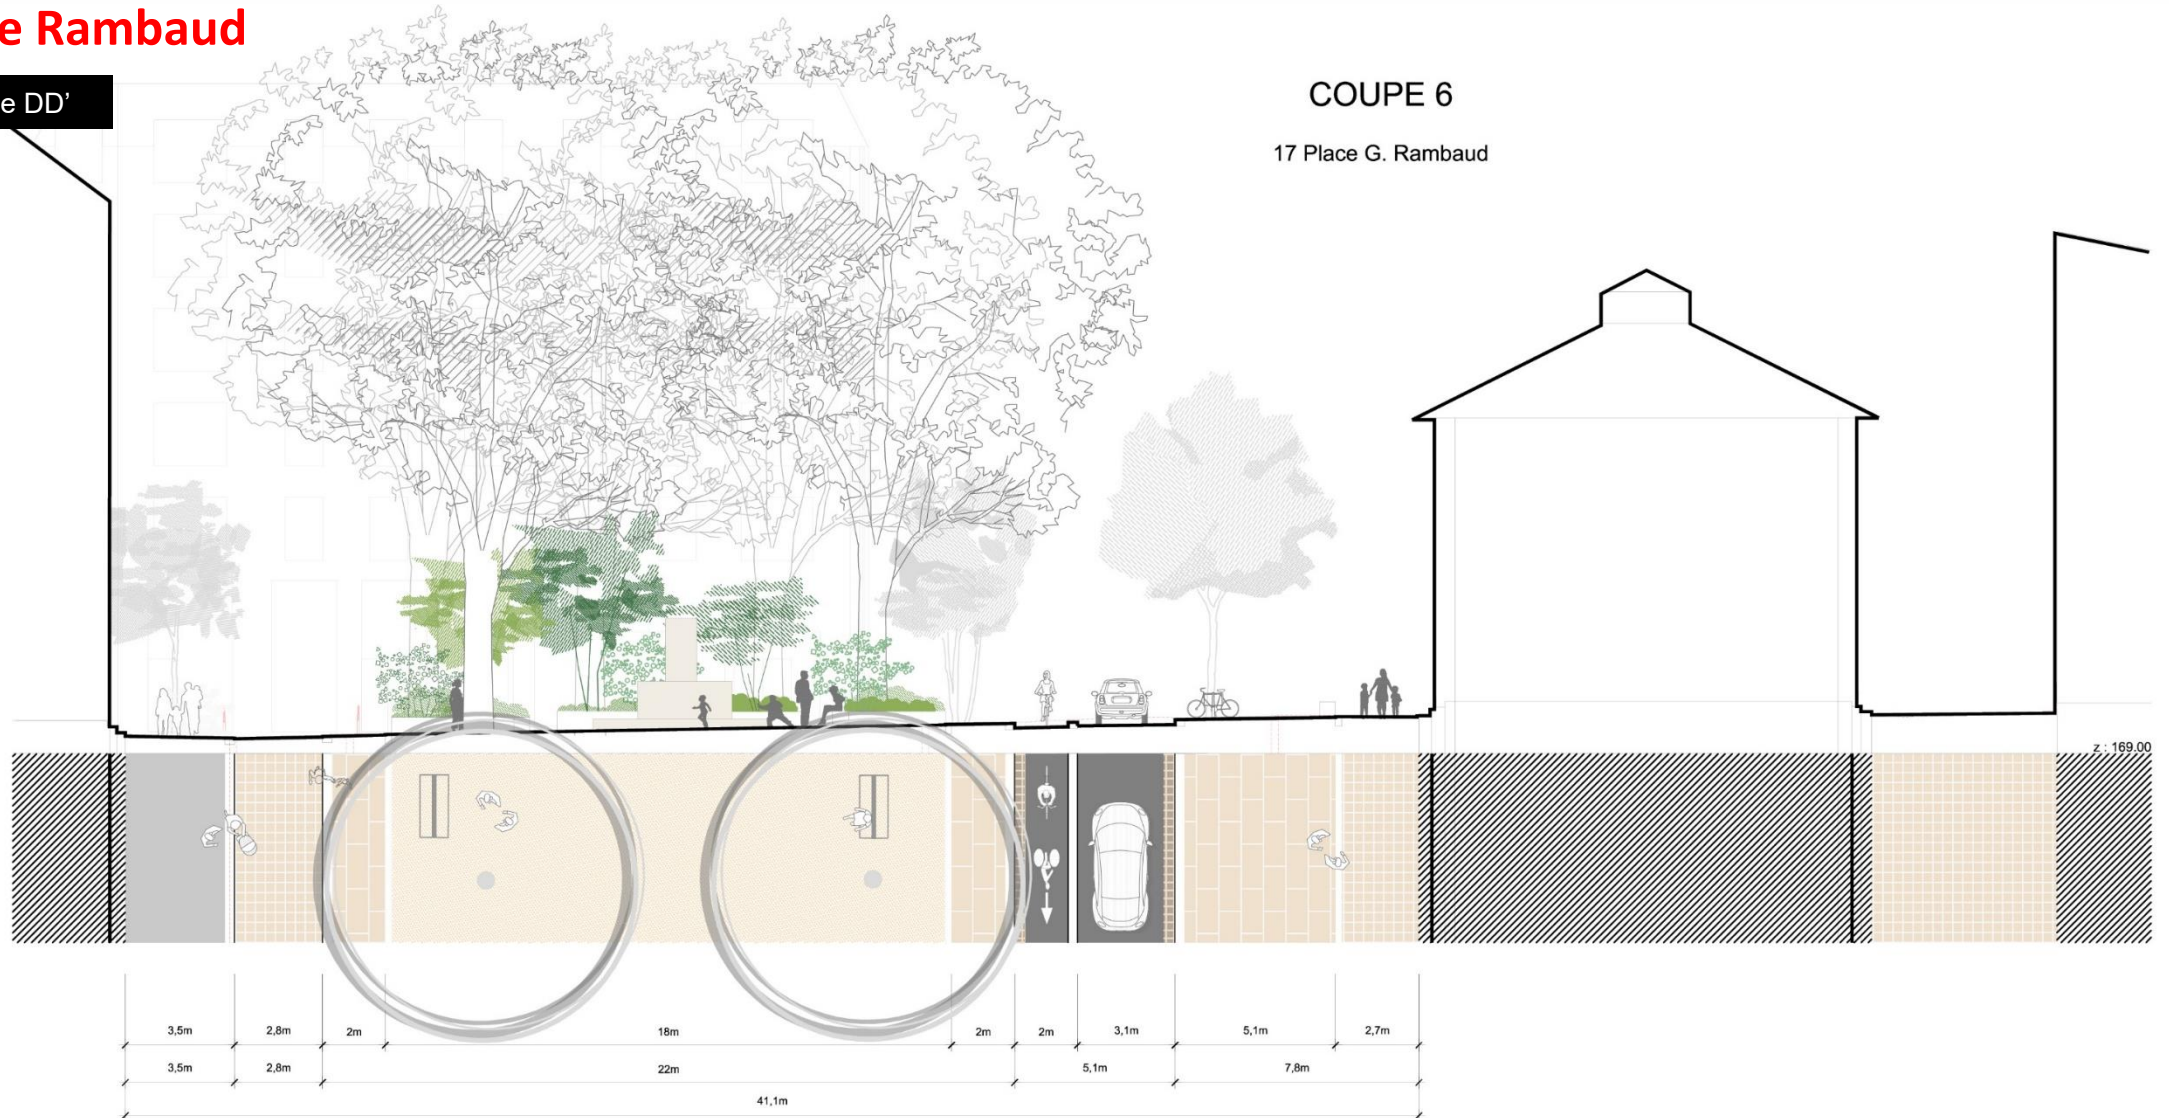 e Rambaud
e DD’
COUPE 6
17 Place G. Rambaud
z : 169.00
3,5m 2,8m 2m 18m 2m 2m 3,1m 5,1m 2,7m
3,5m 2,8m 22m 5,1m 7,8m
41,1m